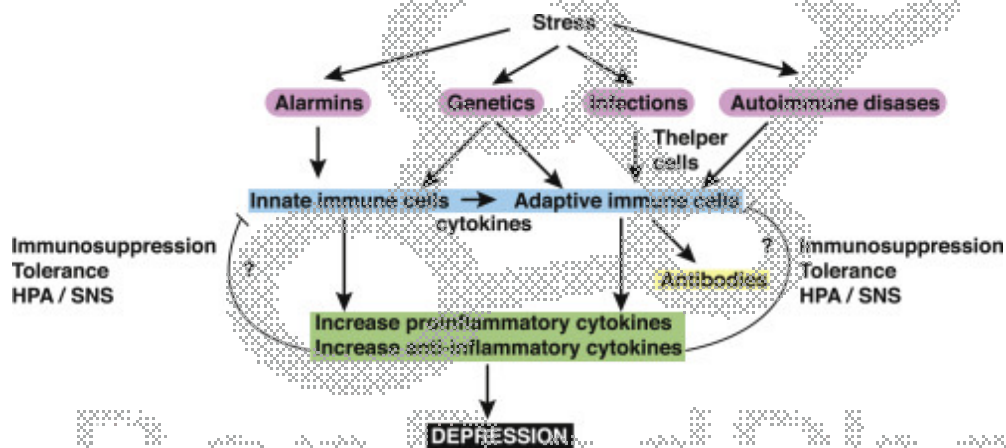 Stress
Alarmins
Genetics
Infections
Autoimmune disases
Thelper
cells
Innate immune cells
Adaptive immune cells
cytokines
Immunosuppression
Tolerance
HPA / SNS
?
?
Immunosuppression
Tolerance
HPA / SNS
Antibodies
Increase proinflammatory cytokines
Increase anti-inflammatory cytokines
DEPRESSION